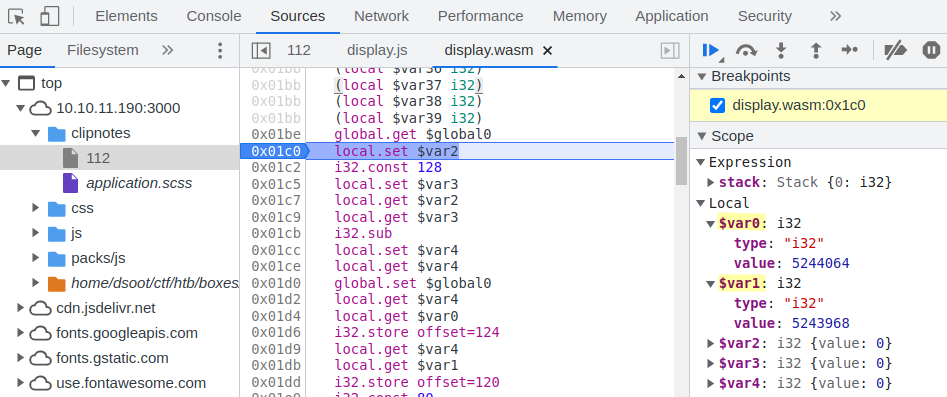 Elements Console Sources Network Performance Memory Application Security »
Page Filesystem »
top
10.10.11.190:3000
clipnotes
112
application.scss
css
js
packs/js
home/dsoot/ctf/htb/boxes
cdn.jsdelivr.net
fonts.googleapis.com
fonts.gstatic.com
use.fontawesome.com
112 display.js display.wasm ×
0x01bb (local $var36 i32)
0x01bb (local $var37 i32)
0x01bb (local $var38 i32)
0x01bb (local $var39 i32)
0x01be global.get $global0
0x01c0 local.set $var2
0x01c2 i32.const 128
0x01c5 local.set $var3
0x01c7 local.get $var2
0x01c9 local.get $var3
0x01cb i32.sub
0x01cc local.set $var4
0x01ce local.get $var4
0x01d0 global.set $global0
0x01d2 local.get $var4
0x01d4 local.get $var0
0x01d6 i32.store offset=124
0x01d9 local.get $var4
0x01db local.get $var1
0x01dd i32.store offset=120
0x01e0 i32.const 80
Breakpoints
display.wasm:0x1c0
Scope
Expression
stack: Stack {0: i32}
Local
$var0: i32
type: "i32"
value: 5244064
$var1: i32
type: "i32"
value: 5243968
$var2: i32 {value: 0}
$var3: i32 {value: 0}
$var4: i32 {value: 0}